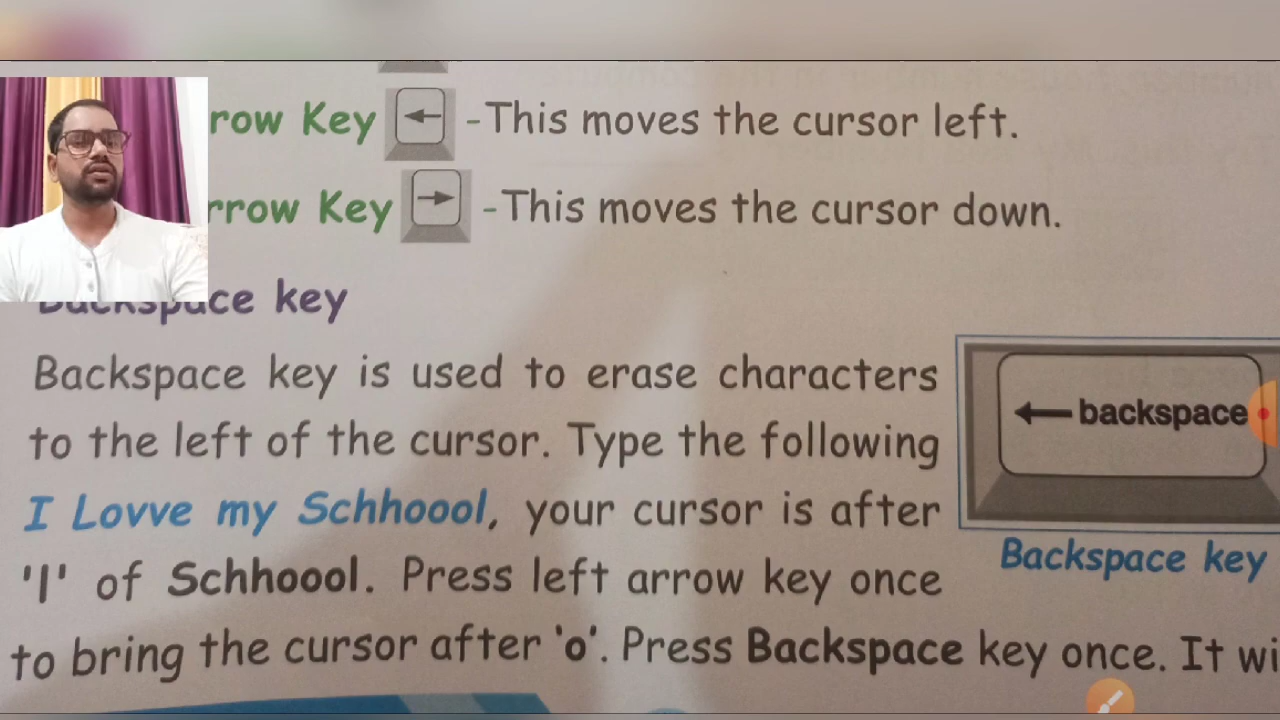 row Key ← -This moves the cursor left.
rrow Key → -This moves the cursor down.
Backspace key
Backspace key is used to erase characters
to the left of the cursor. Type the following
I Lovve my Schhoool, your cursor is after
'l' of Schhoool. Press left arrow key once
to bring the cursor after 'o'. Press Backspace key once. It wi
← backspace
Backspace key